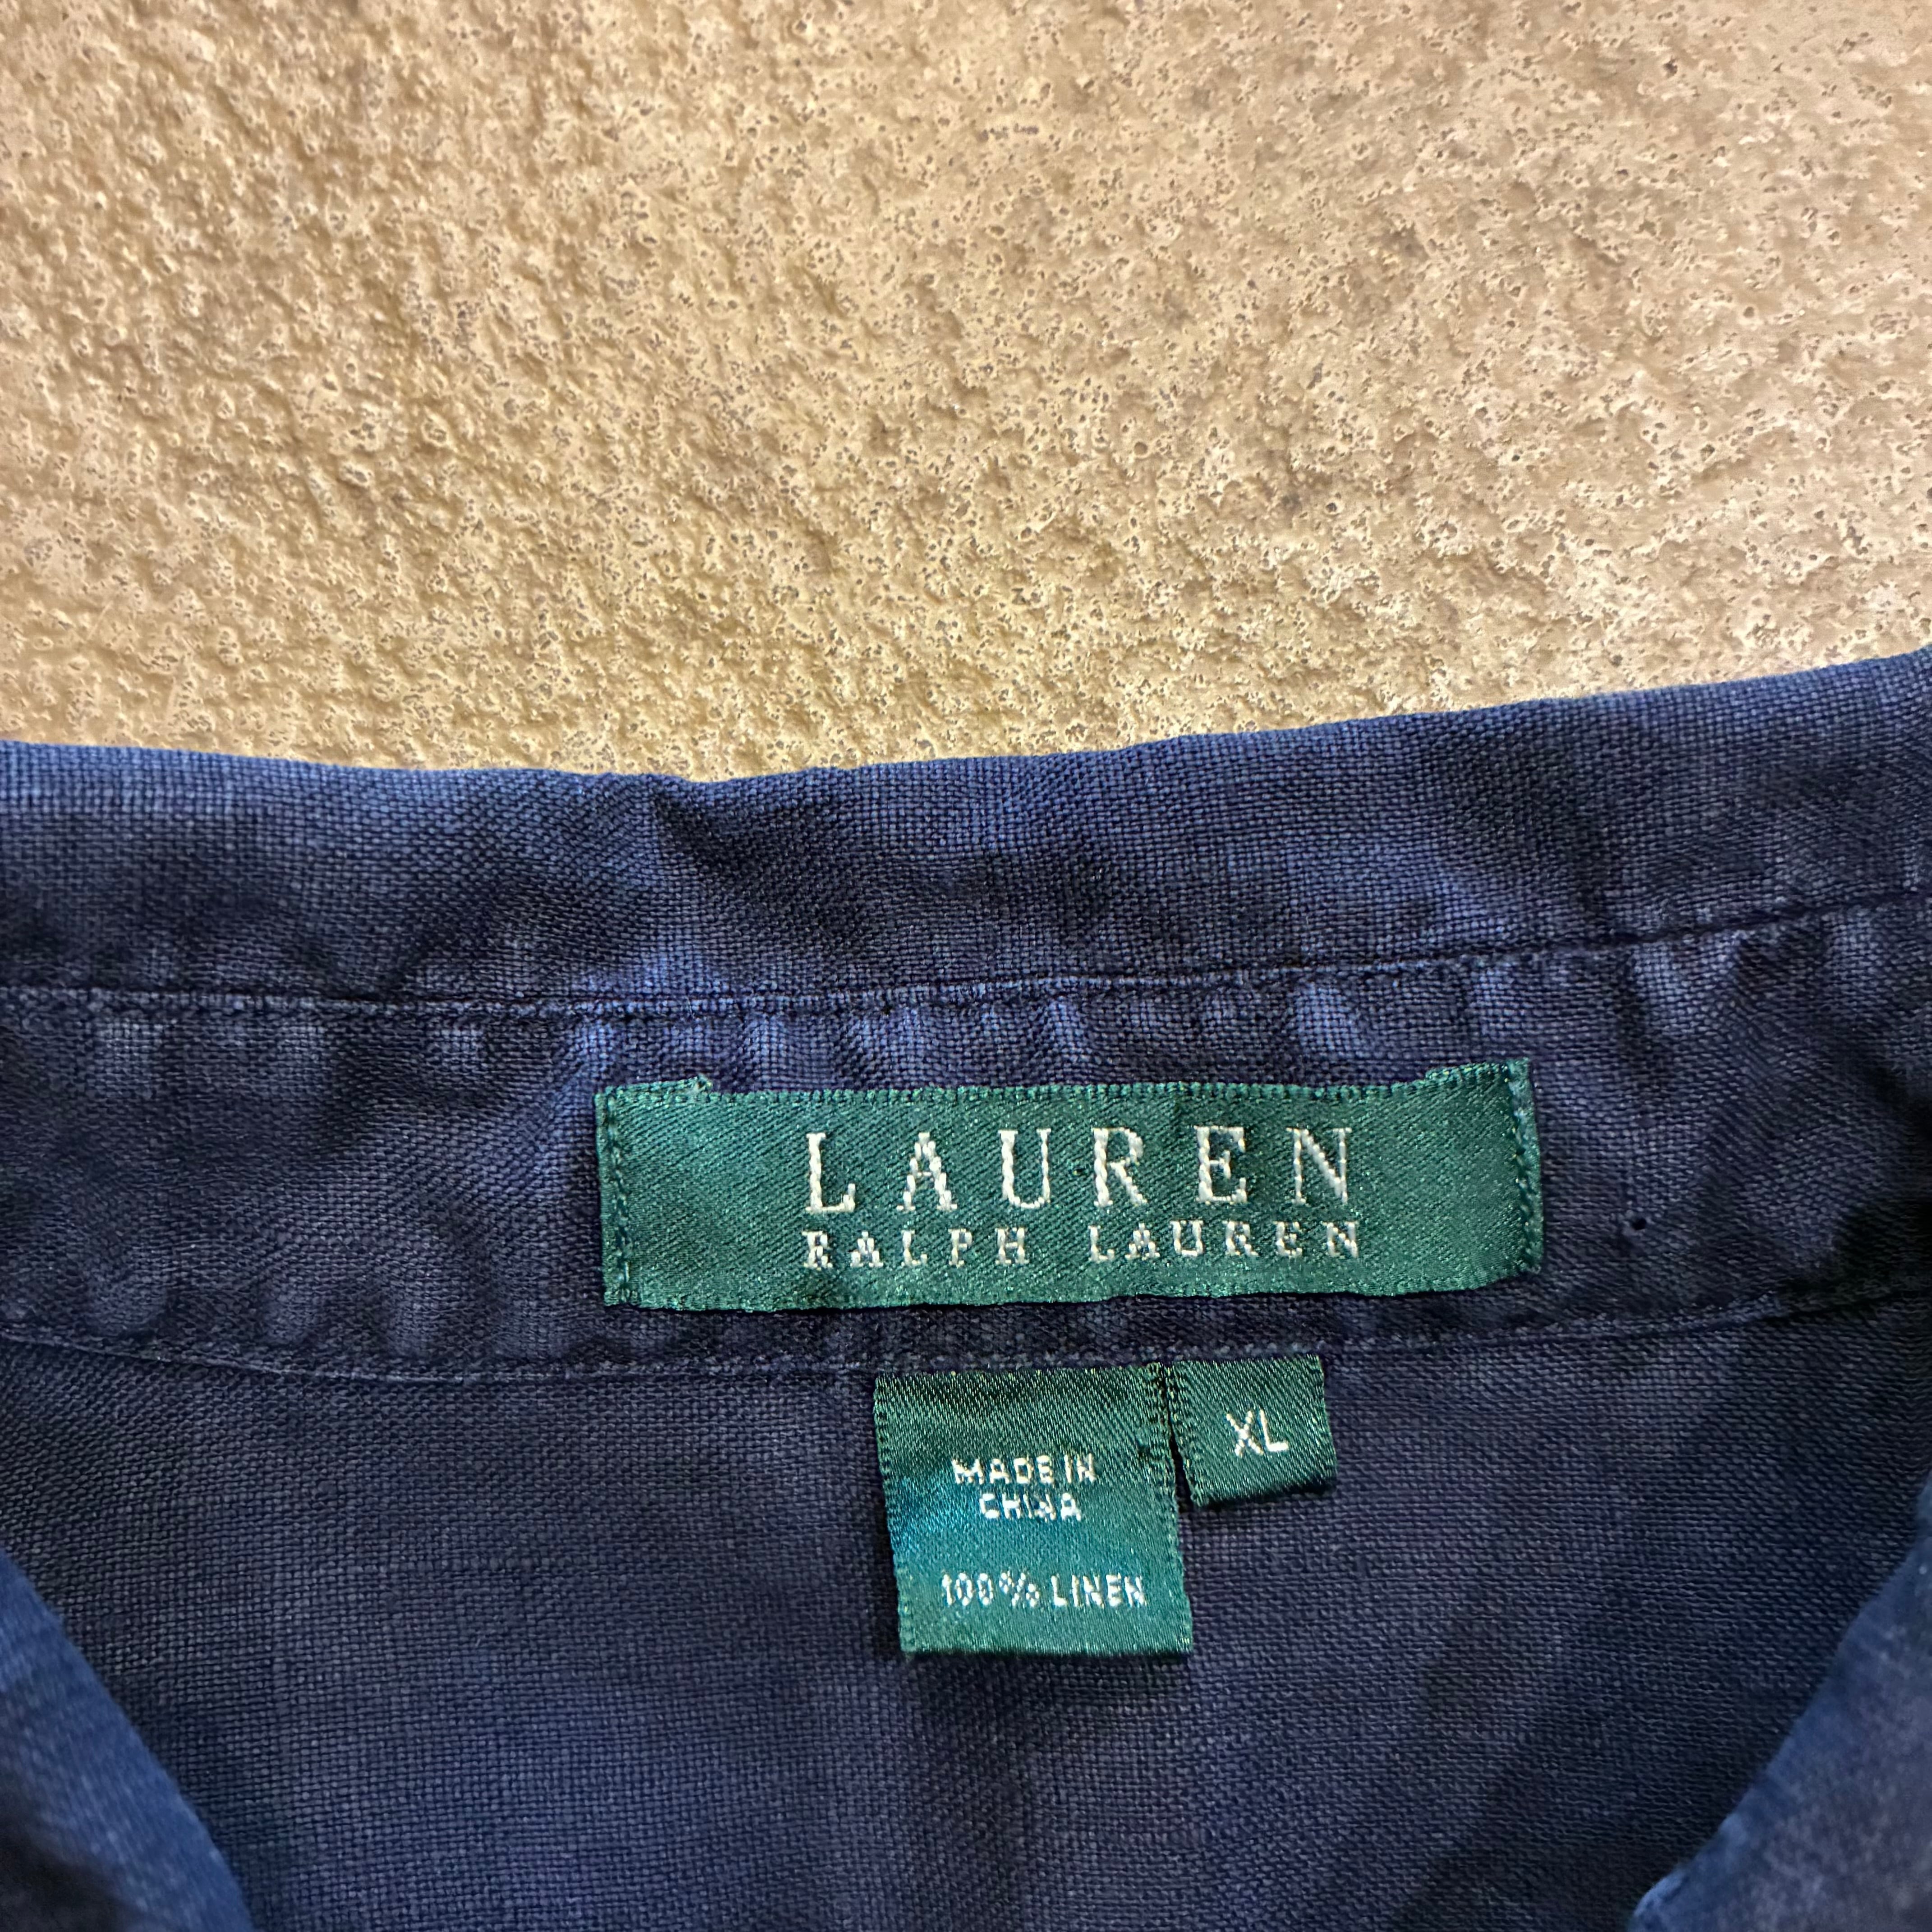 LAUREN
RALPH LAUREN
XL
MADE IN
CHINA
100% LINEN